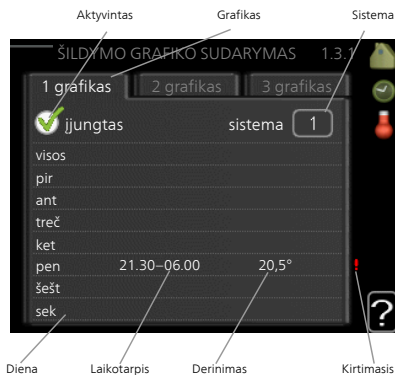 Aktyvintas Grafikas Sistema
ŠILDYMO GRAFIKO SUDARYMAS 1.3.1
1 grafikas 2 grafikas 3 grafikas
įjungtas sistema 1
visos
pir
ant
treč
ket
pen 21.30–06.00 20,5° !
šešt
sek ?
Diena Laikotarpis Derinimas Kirtimasis